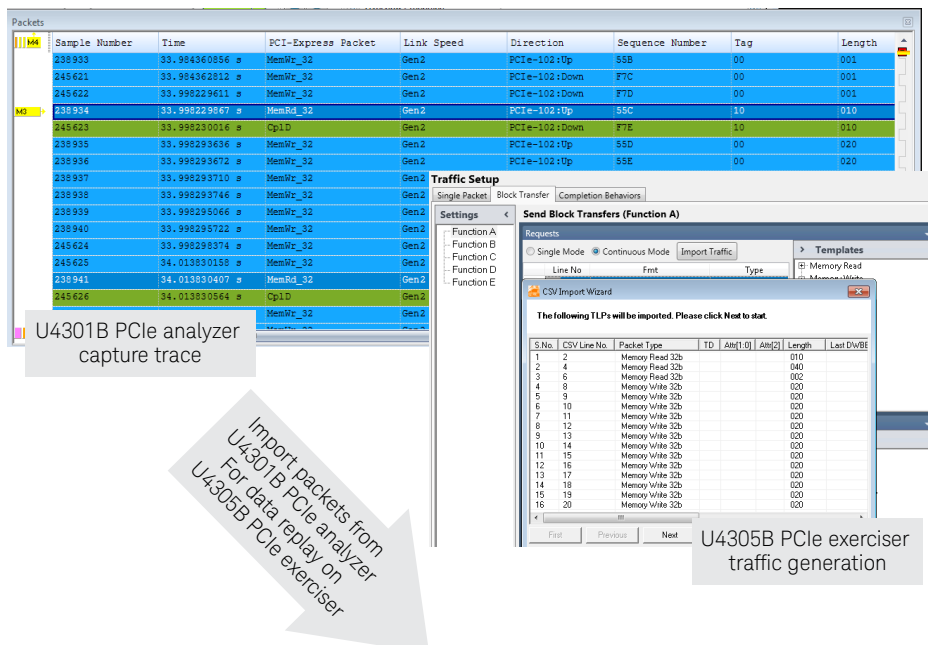 Packets
M4 Sample Number Time PCI-Express Packet Link Speed Direction Sequence Number Tag Length
238933 33.984360856 s MemWr_32 Gen2 PCIe-102:Up 55B 00 001
245621 33.984362812 s MemWr_32 Gen2 PCIe-102:Down F7C 00 001
245622 33.998229611 s MemWr_32 Gen2 PCIe-102:Down F7D 00 001
M3 238934 33.998229867 s MemRd_32 Gen2 PCIe-102:Up 55C 10 010
245623 33.998230016 s CplD Gen2 PCIe-102:Down F7E 10 010
238935 33.998293636 s MemWr_32 Gen2 PCIe-102:Up 55D 00 020
238936 33.998293672 s MemWr_32 Gen2 PCIe-102:Up 55E 00 020
238937 33.998293710 s MemWr_32 Gen2
238938 33.998293746 s MemWr_32 Gen2
238939 33.998295066 s MemWr_32 Gen2
238940 33.998295722 s MemWr_32 Gen2
245624 33.998298374 s MemWr_32 Gen2
245625 34.013830158 s MemWr_32 Gen2
238941 34.013830407 s MemRd_32 Gen2
245626 34.013830564 s CplD Gen2
MemWr_32 Gen2
U4301B PCIe analyzer
capture trace
Traffic Setup
Single Packet Block Transfer Completion Behaviors
Settings < Send Block Transfers (Function A)
Function A
Function B
Function C
Function D
Function E
Requests
Single Mode Continuous Mode Import Traffic > Templates
Line No Fmt Type Memory Read
CSV Import Wizard
The following TLPs will be imported. Please click Next to start.
S.No. CSV Line No. Packet Type TD Attr[1:0] Attr[2] Length Last DWBE
1 2 Memory Read 32b 010
2 4 Memory Read 32b 040
3 6 Memory Read 32b 002
4 8 Memory Write 32b 020
5 9 Memory Write 32b 020
6 10 Memory Write 32b 020
7 11 Memory Write 32b 020
8 12 Memory Write 32b 020
9 13 Memory Write 32b 020
10 14 Memory Write 32b 020
11 15 Memory Write 32b 020
12 16 Memory Write 32b 020
13 17 Memory Write 32b 020
14 18 Memory Write 32b 020
15 19 Memory Write 32b 020
16 20 Memory Write 32b 020
First Previous Next
U4305B PCIe exerciser
traffic generation
Import packets from
U4301B PCIe analyzer
For data replay on
U4305B PCIe exerciser